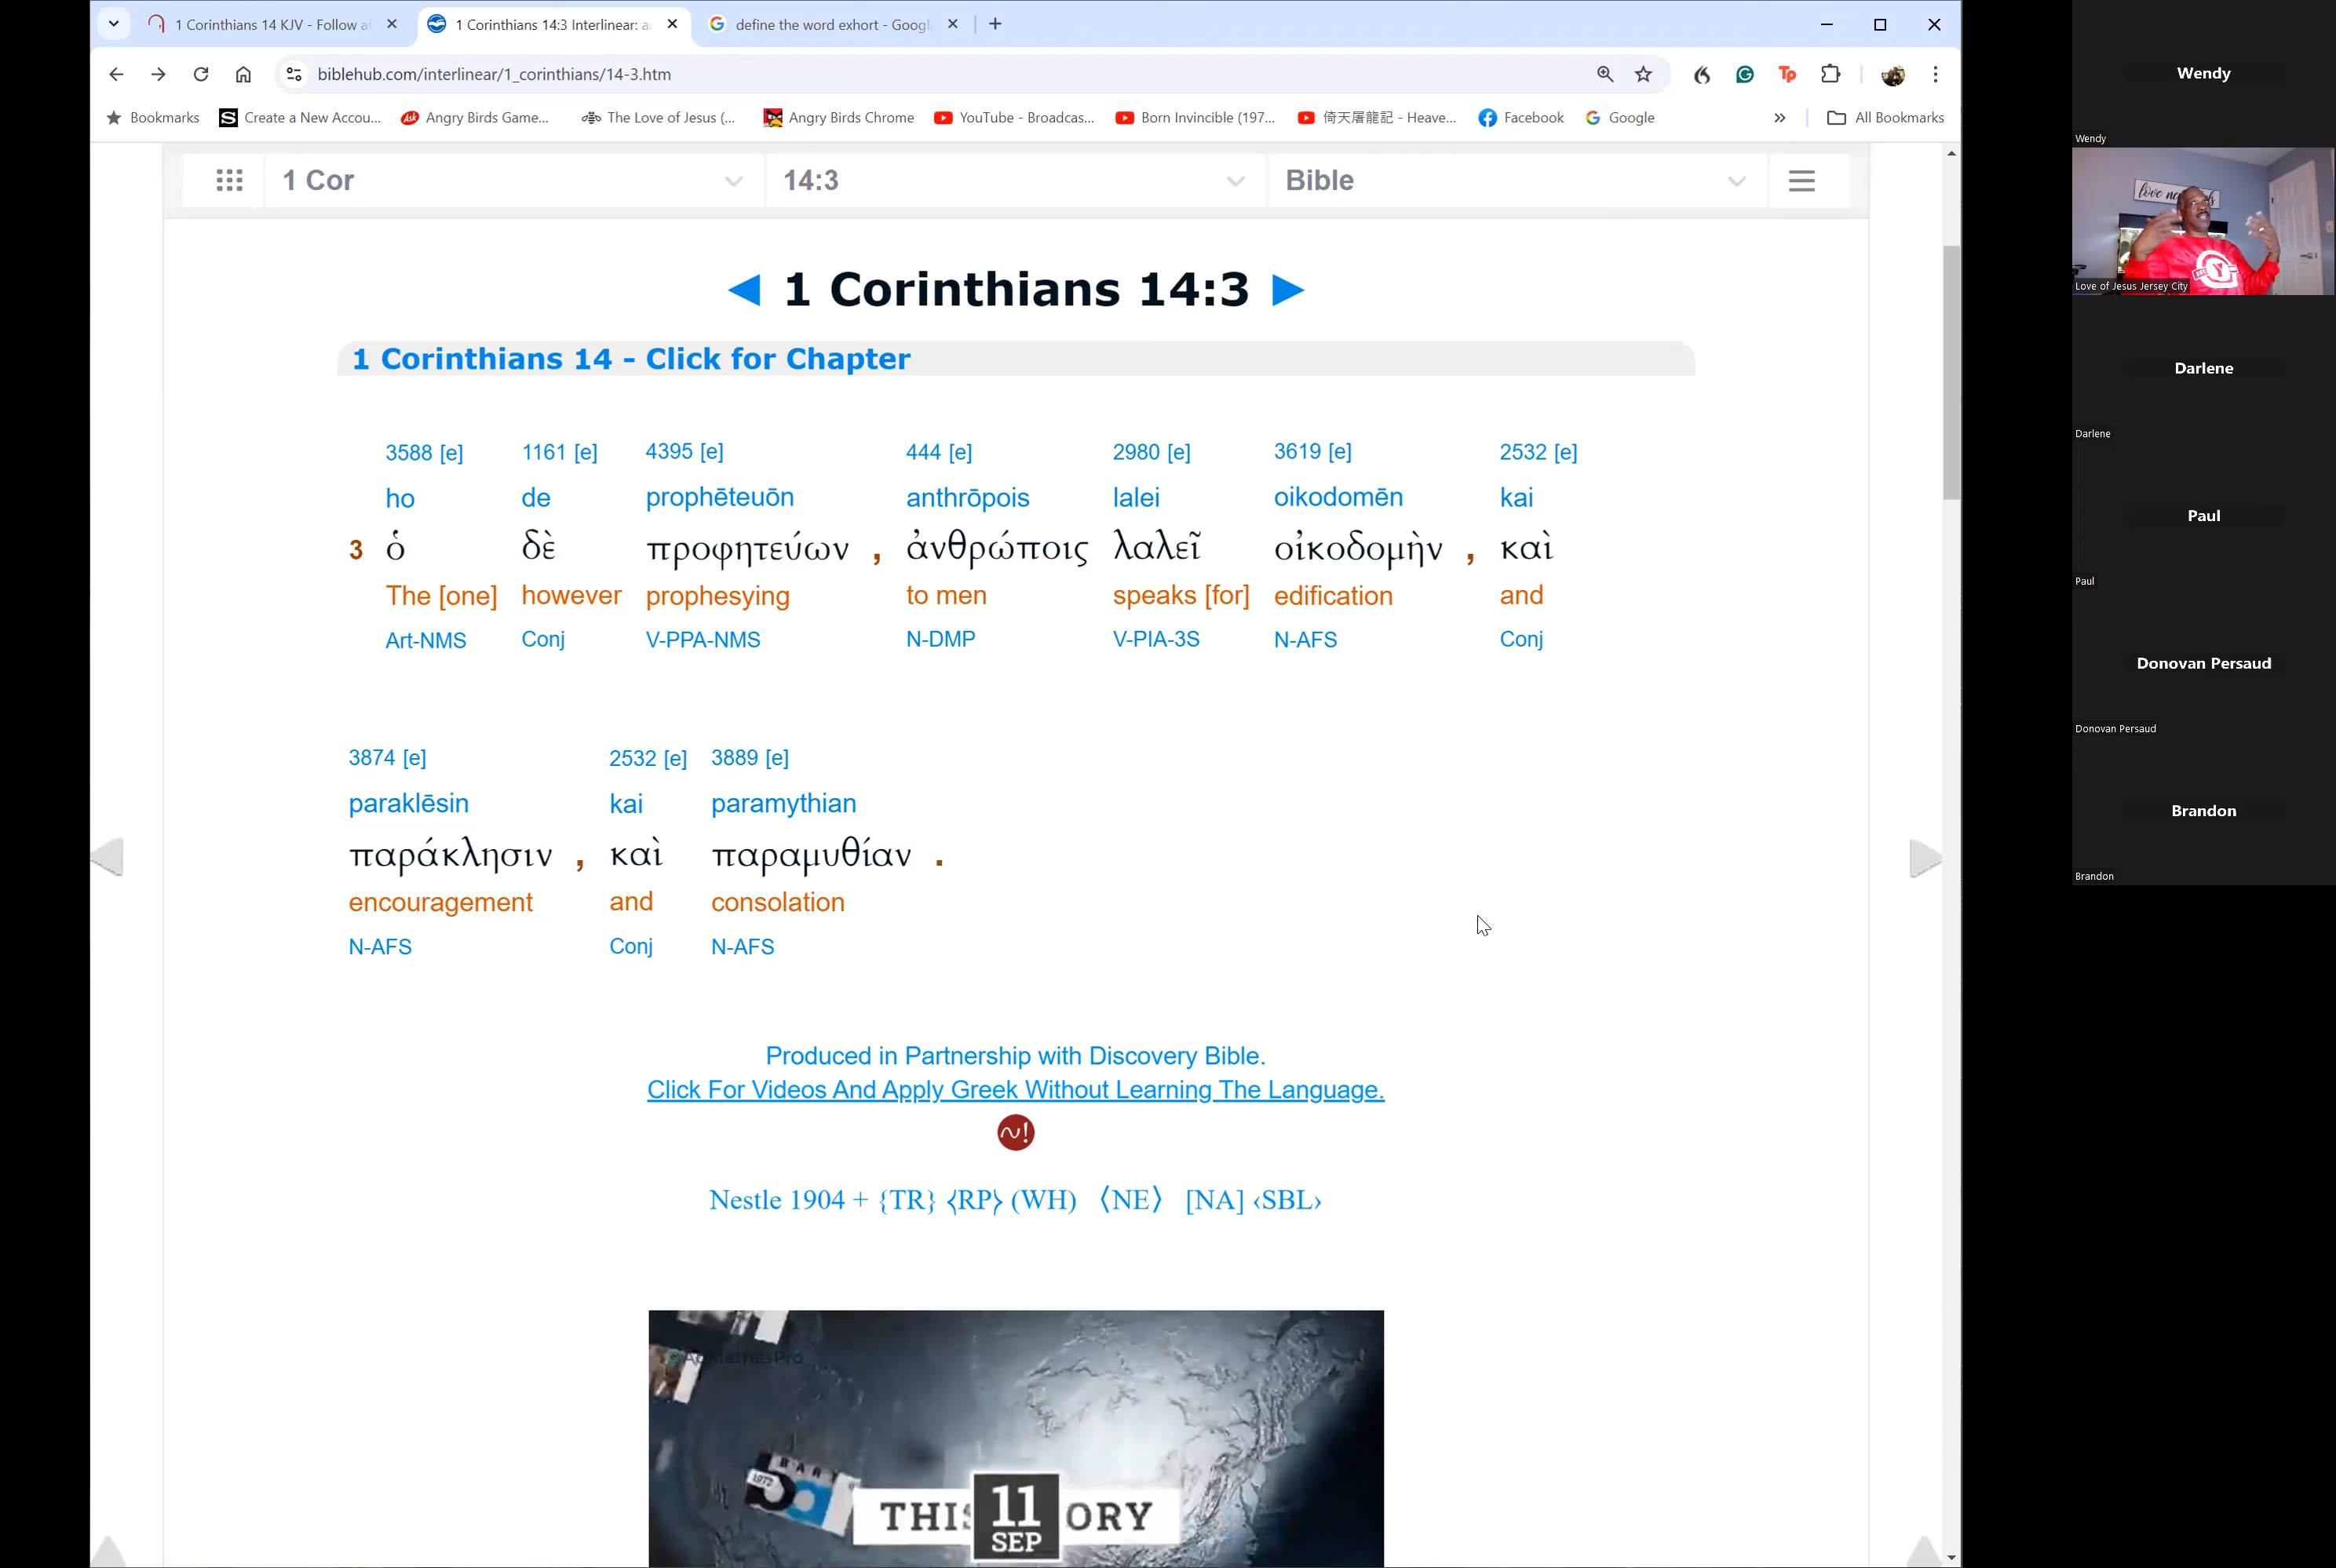 1 Corinthians 14 KJV - Follow af
1 Corinthians 14:3 Interlinear: a
define the word exhort - Googl
biblehub.com/interlinear/1_corinthians/14-3.htm
Bookmarks
Create a New Accou...
Angry Birds Game...
The Love of Jesus (...
Angry Birds Chrome
YouTube - Broadcas...
Born Invincible (197...
倚天屠龍記 - Heave...
Facebook
Google
»
All Bookmarks
1 Cor
14:3
Bible
1 Corinthians 14:3
1 Corinthians 14 - Click for Chapter
3588 [e] 1161 [e] 4395 [e] 444 [e] 2980 [e] 3619 [e] 2532 [e]
ho de prophēteuōn anthrōpois lalei oikodomēn kai
3 ὁ δὲ προφητεύων , ἀνθρώποις λαλεῖ οἰκοδομὴν , καὶ
The [one] however prophesying to men speaks [for] edification and
Art-NMS Conj V-PPA-NMS N-DMP V-PIA-3S N-AFS Conj
3874 [e] 2532 [e] 3889 [e]
paraklēsin kai paramythian
παράκλησιν , καὶ παραμυθίαν .
encouragement and consolation
N-AFS Conj N-AFS
Produced in Partnership with Discovery Bible.
Click For Videos And Apply Greek Without Learning The Language.
Nestle 1904 + {TR} ⧼RP⧽ (WH) 〈NE〉 [NA] ‹SBL›
1972
THIS
11
SEP
ORY
Wendy
Wendy
Love of Jesus Jersey City
Darlene
Darlene
Paul
Paul
Donovan Persaud
Donovan Persaud
Brandon
Brandon